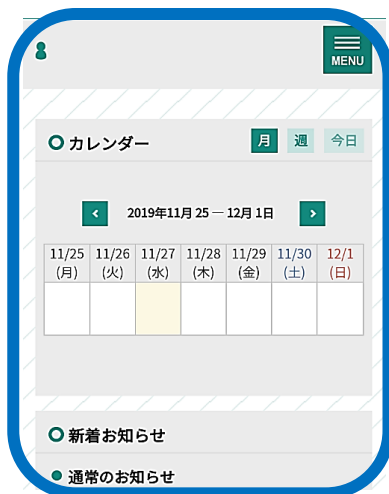 MENU
カレンダー 月 週 今日
2019年11月 25 — 12月 1日
11/25 11/26 11/27 11/28 11/29 11/30 12/1
(月) (火) (水) (木) (金) (土) (日)
新着お知らせ
通常のお知らせ